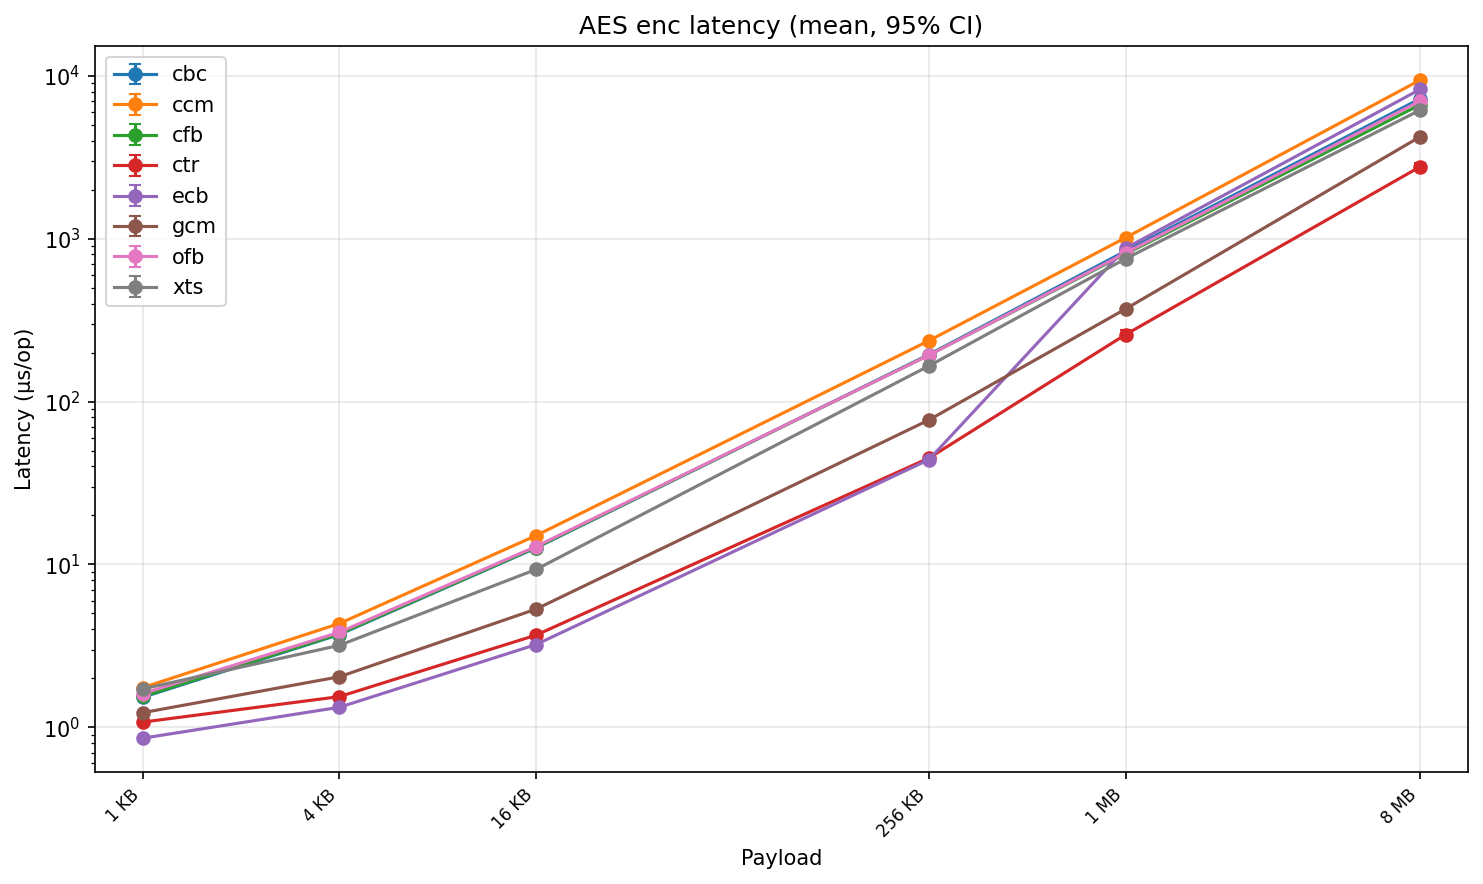 AES enc latency (mean, 95% CI)
cbc
ccm
cfb
ctr
ecb
gcm
ofb
xts
Latency (µs/op)
10⁴
10³
10²
10¹
10⁰
1 KB
4 KB
16 KB
256 KB
1 MB
8 MB
Payload